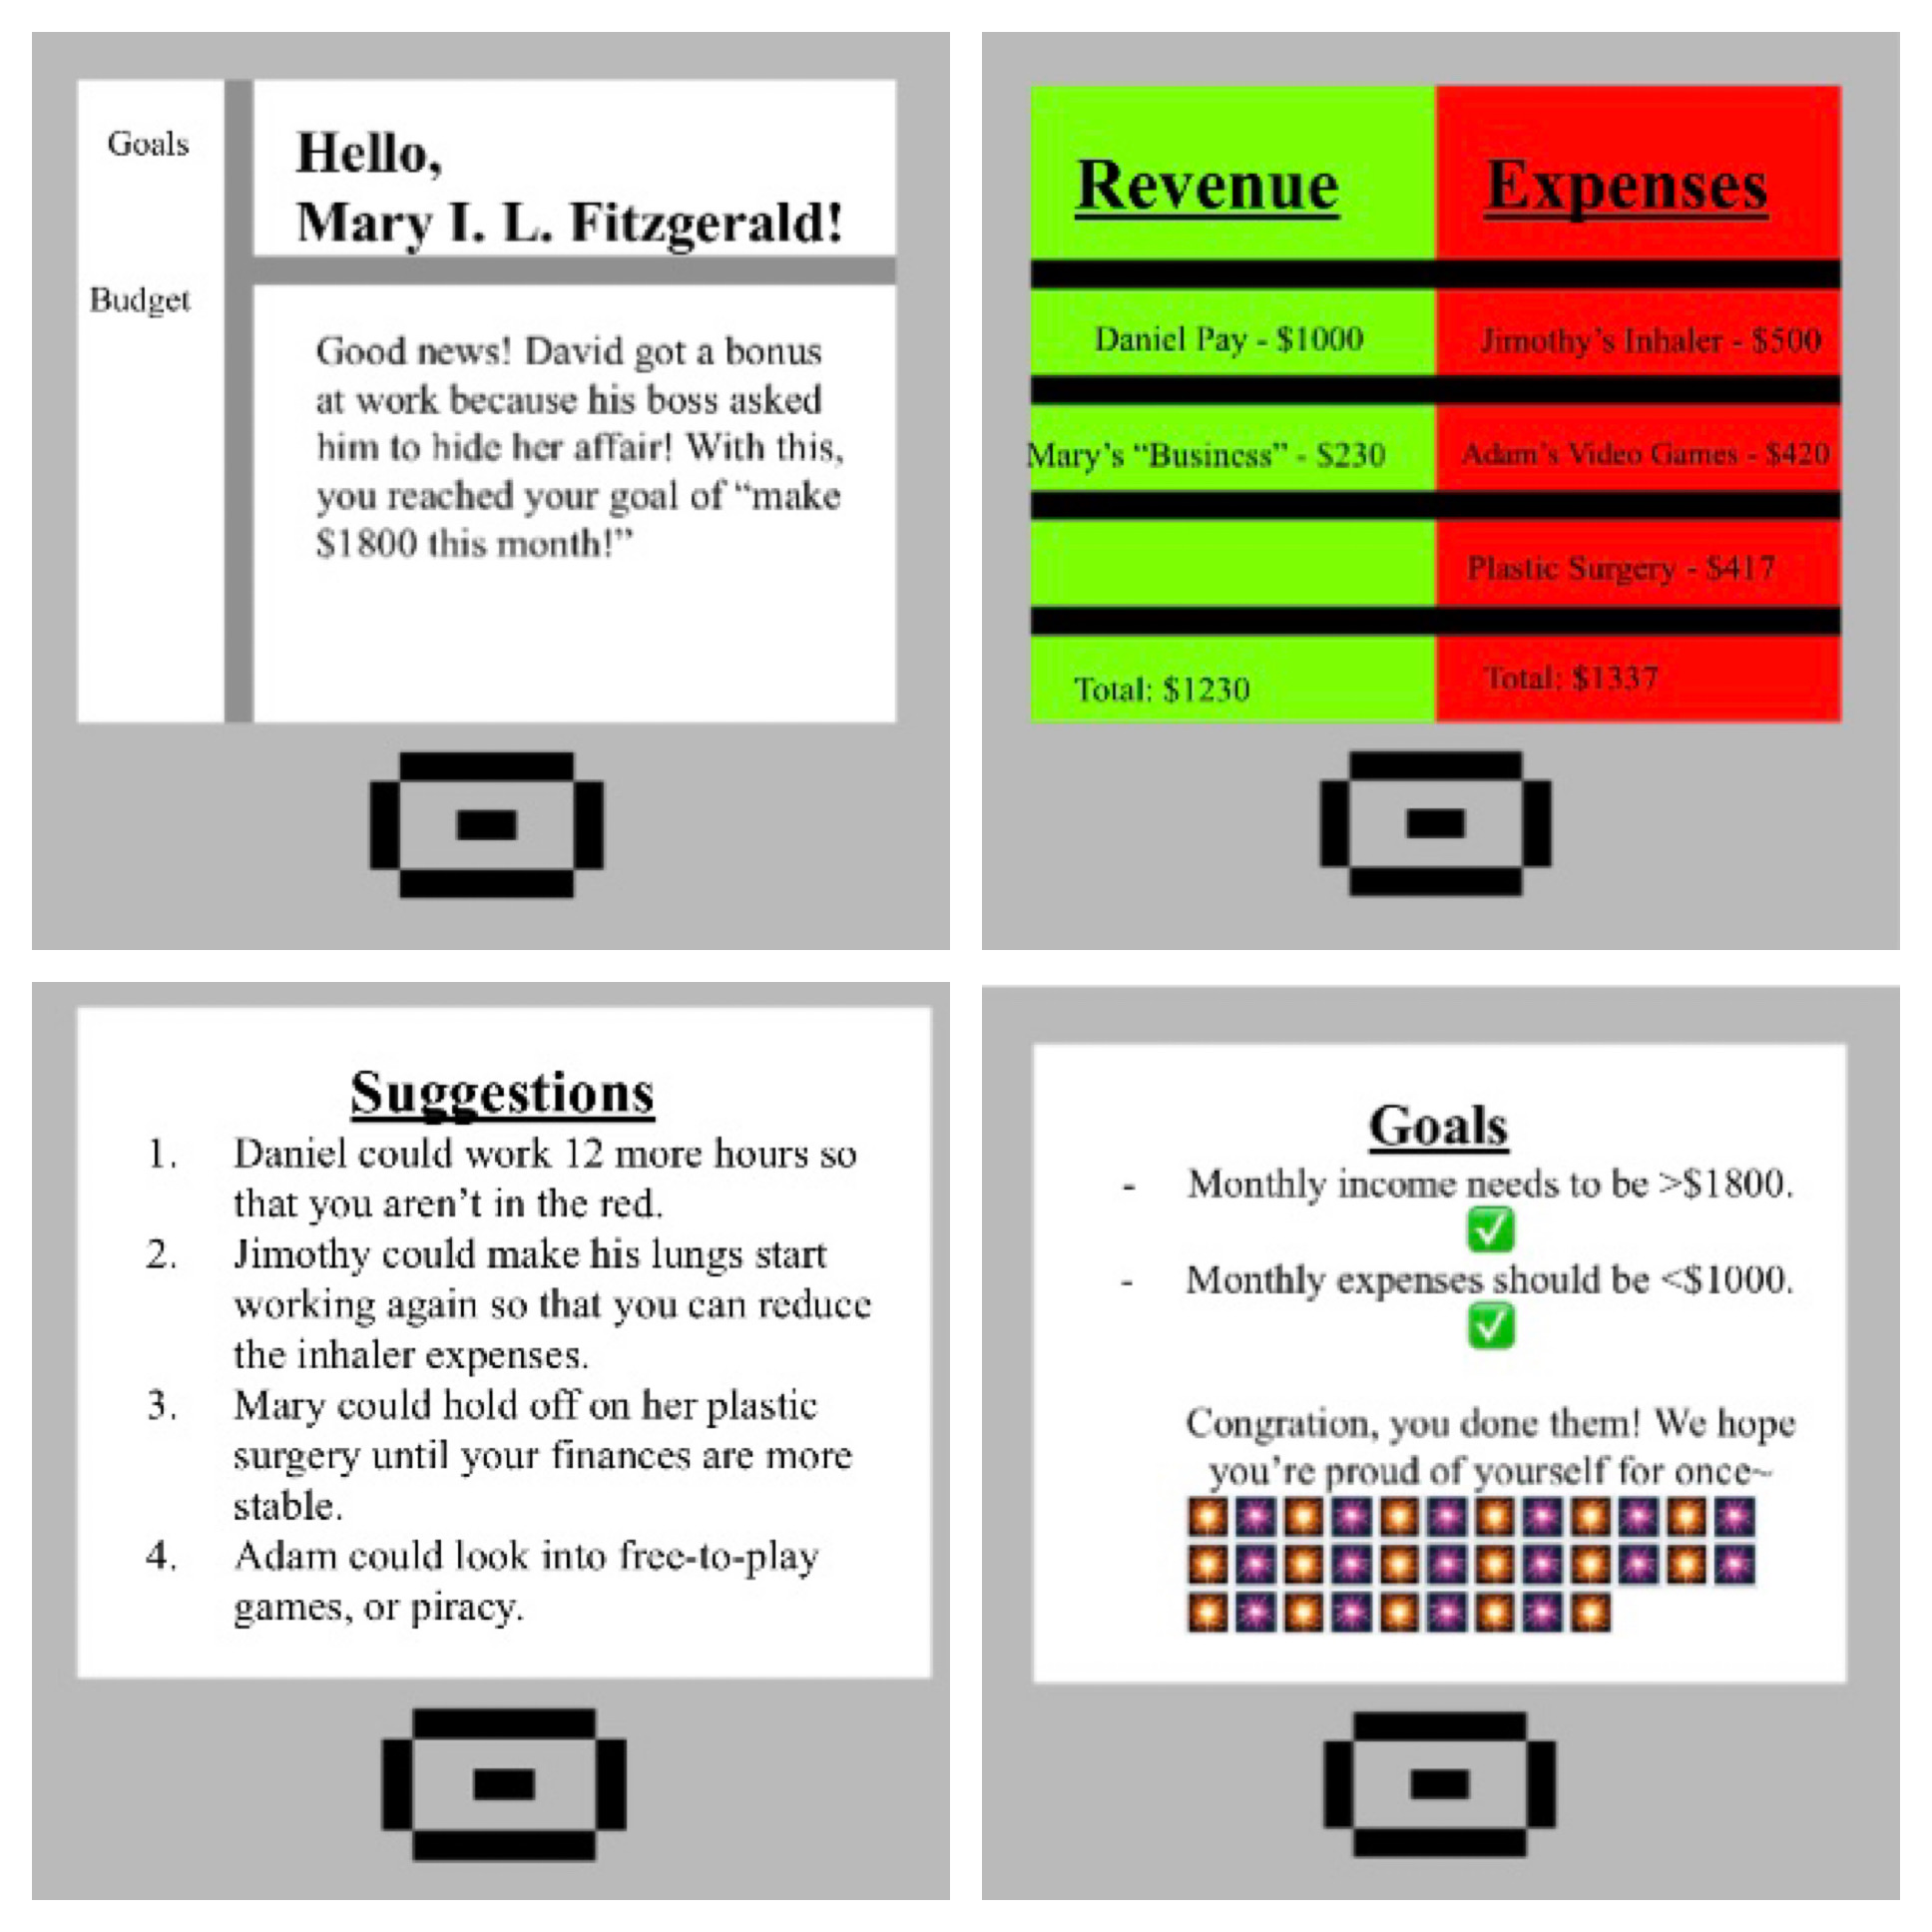 Goals
Budget
Hello,
Mary I. L. Fitzgerald!
Good news! David got a bonus
at work because his boss asked
him to hide her affair! With this,
you reached your goal of “make
$1800 this month!”
Revenue
Expenses
Daniel Pay - $1000
Jimothy’s Inhaler - $500
Mary’s “Business” - $230
Adam’s Video Games - $420
Plastic Surgery - $417
Total: $1230
Total: $1337
Suggestions
1. Daniel could work 12 more hours so
that you aren’t in the red.
2. Jimothy could make his lungs start
working again so that you can reduce
the inhaler expenses.
3. Mary could hold off on her plastic
surgery until your finances are more
stable.
4. Adam could look into free-to-play
games, or piracy.
Goals
- Monthly income needs to be >$1800.
- Monthly expenses should be <$1000.
Congration, you done them! We hope
you’re proud of yourself for once~